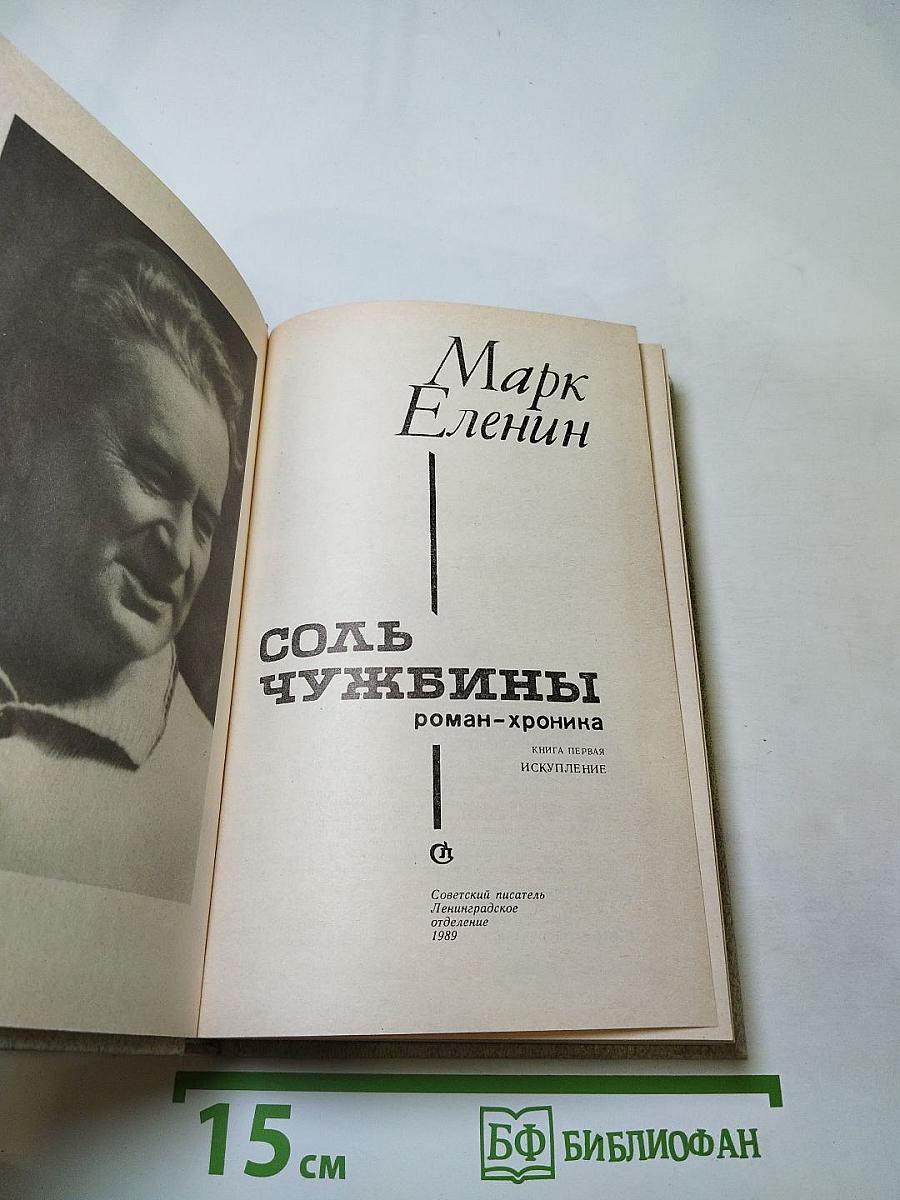 Марк
Еленин
СОЛЬ
ЧУЖБИНЫ
роман-хроника
КНИГА ПЕРВАЯ
ИСКУПЛЕНИЕ
Советский писатель
Ленинградское
отделение
1989
15 см
БФ БИБЛИОФАН